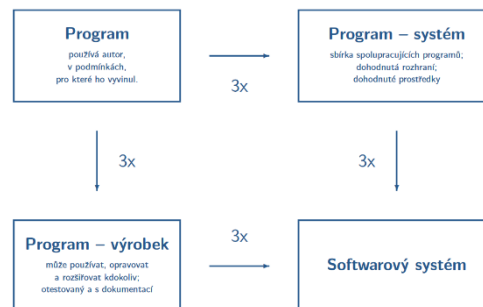 Program
používá autor,
v podmínkách,
pro které ho vyvinul.
3x
Program – systém
sbírka spolupracujících programů;
dohodnutá rozhraní;
dohodnuté prostředky
3x
3x
Program – výrobek
může používat, opravovat
a rozšiřovat kdokoliv;
otestovaný a s dokumentací
3x
Softwarový systém